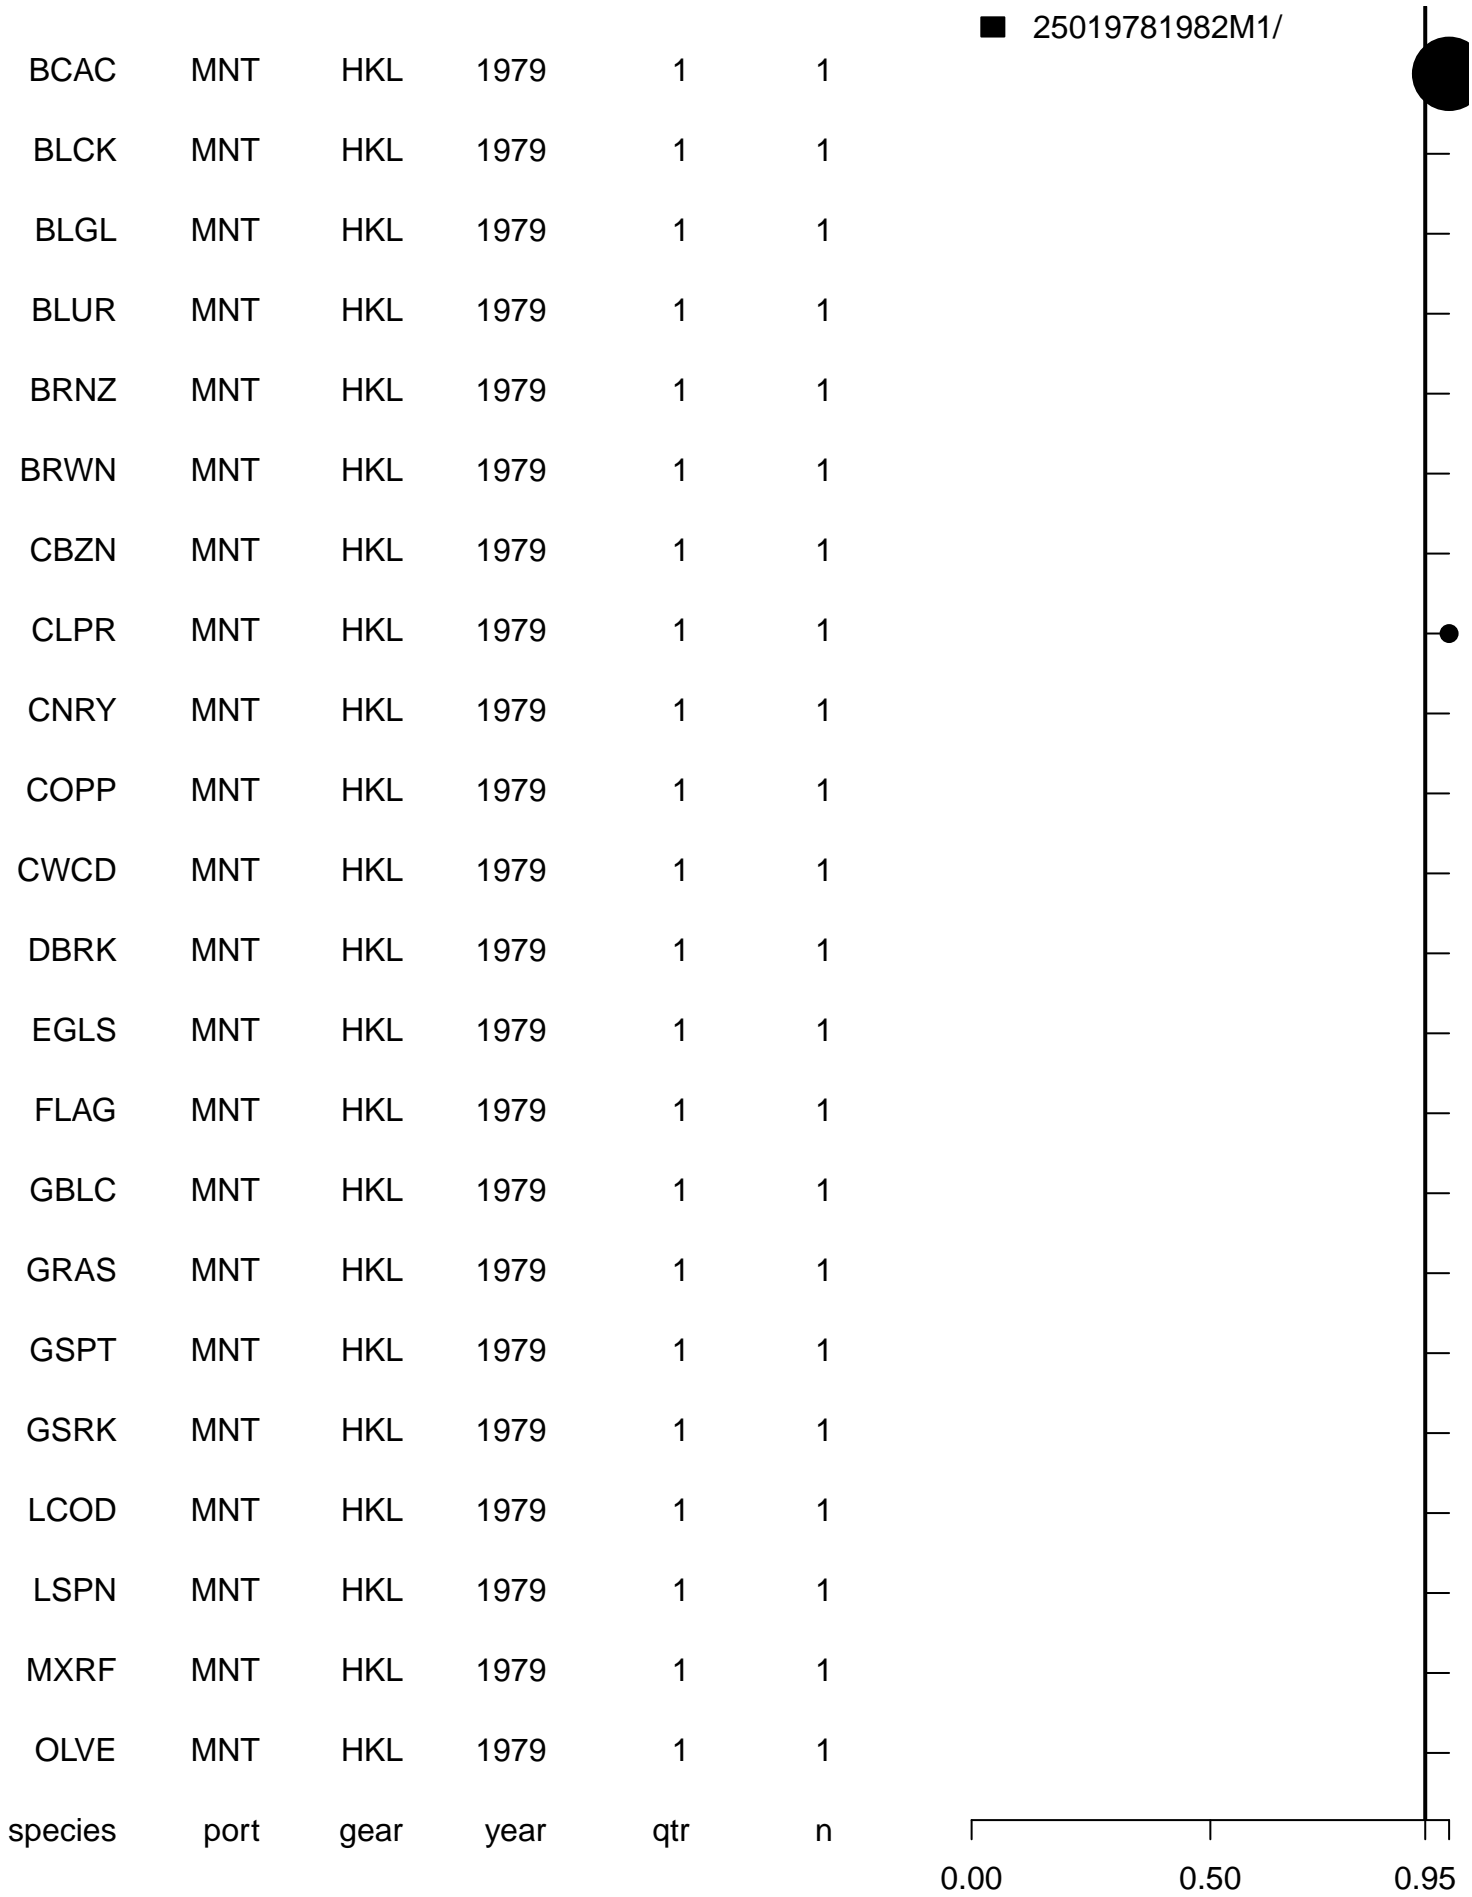 25019781982M1/
BCAC MNT HKL 1979 1 1
BLCK MNT HKL 1979 1 1
BLGL MNT HKL 1979 1 1
BLUR MNT HKL 1979 1 1
BRNZ MNT HKL 1979 1 1
BRWN MNT HKL 1979 1 1
CBZN MNT HKL 1979 1 1
CLPR MNT HKL 1979 1 1
CNRY MNT HKL 1979 1 1
COPP MNT HKL 1979 1 1
CWCD MNT HKL 1979 1 1
DBRK MNT HKL 1979 1 1
EGLS MNT HKL 1979 1 1
FLAG MNT HKL 1979 1 1
GBLC MNT HKL 1979 1 1
GRAS MNT HKL 1979 1 1
GSPT MNT HKL 1979 1 1
GSRK MNT HKL 1979 1 1
LCOD MNT HKL 1979 1 1
LSPN MNT HKL 1979 1 1
MXRF MNT HKL 1979 1 1
OLVE MNT HKL 1979 1 1
species port gear year qtr n
0.00 0.50 0.95